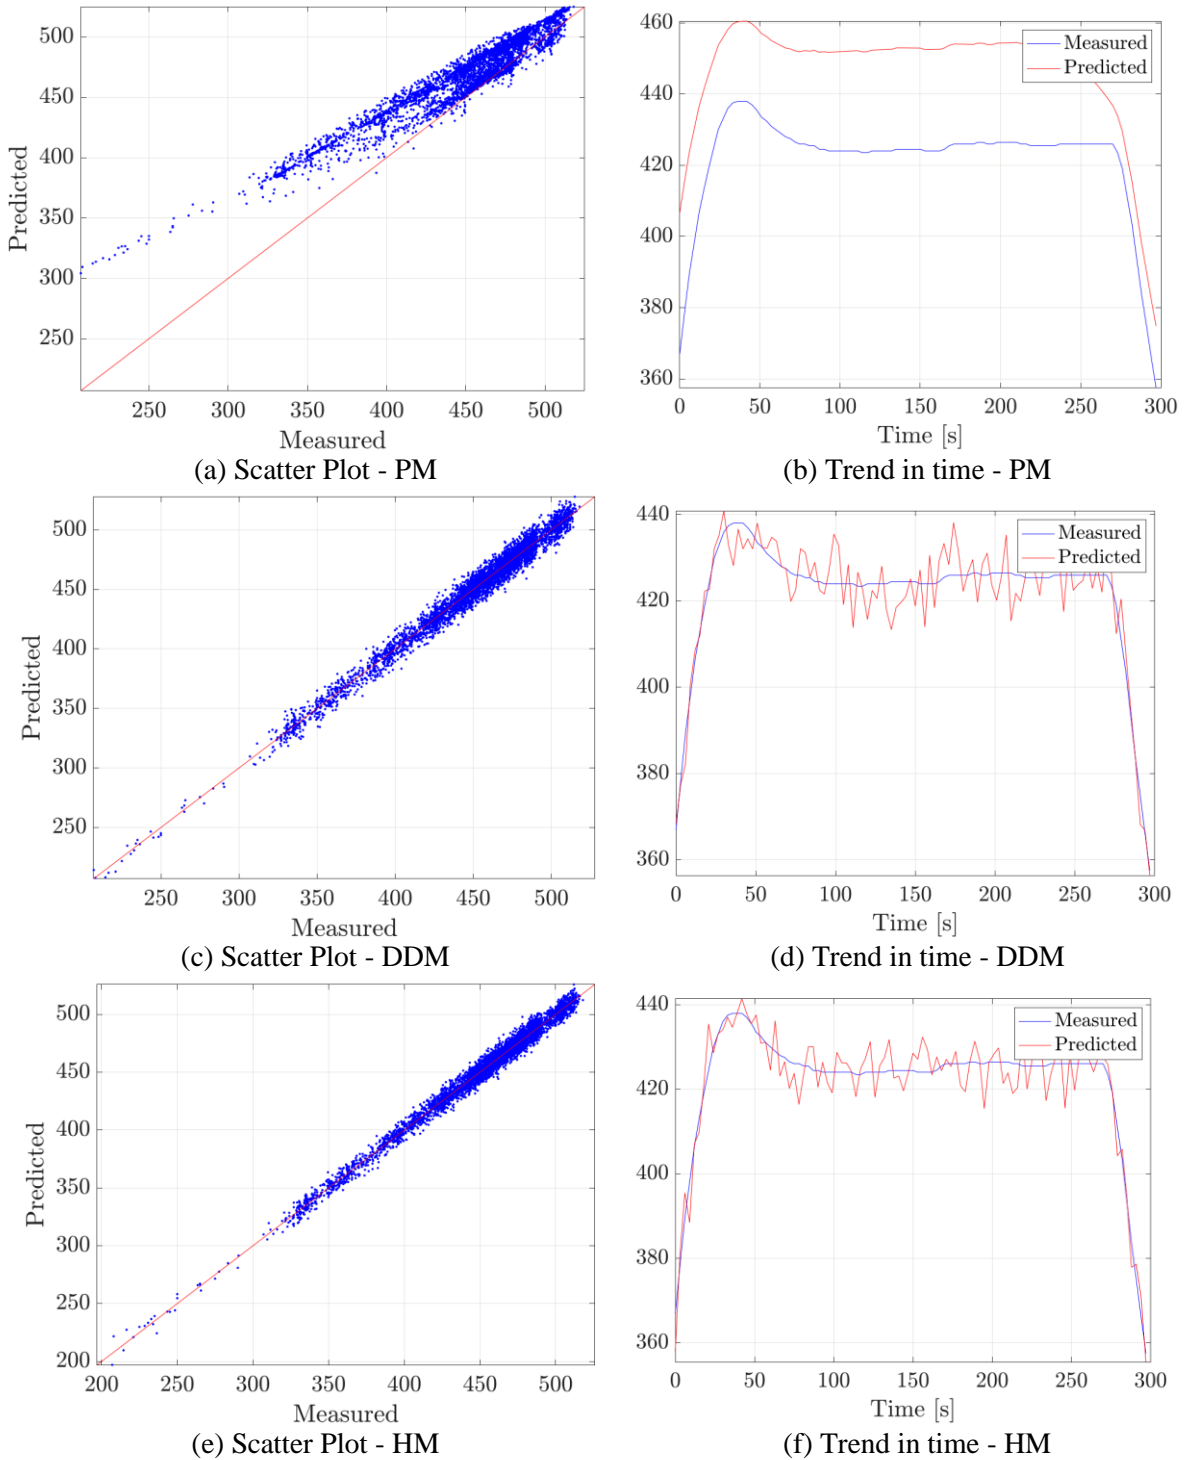 500
450
400
350
300
250
Predicted
250 300 350 400 450 500
Measured
(a) Scatter Plot - PM
460
440
420
400
380
360
Measured
Predicted
0 50 100 150 200 250 300
Time [s]
(b) Trend in time - PM
500
450
400
350
300
250
Predicted
250 300 350 400 450 500
Measured
(c) Scatter Plot - DDM
440
420
400
380
360
Measured
Predicted
0 50 100 150 200 250 300
Time [s]
(d) Trend in time - DDM
500
450
400
350
300
250
200
Predicted
200 250 300 350 400 450 500
Measured
(e) Scatter Plot - HM
440
420
400
380
360
Measured
Predicted
0 50 100 150 200 250 300
Time [s]
(f) Trend in time - HM